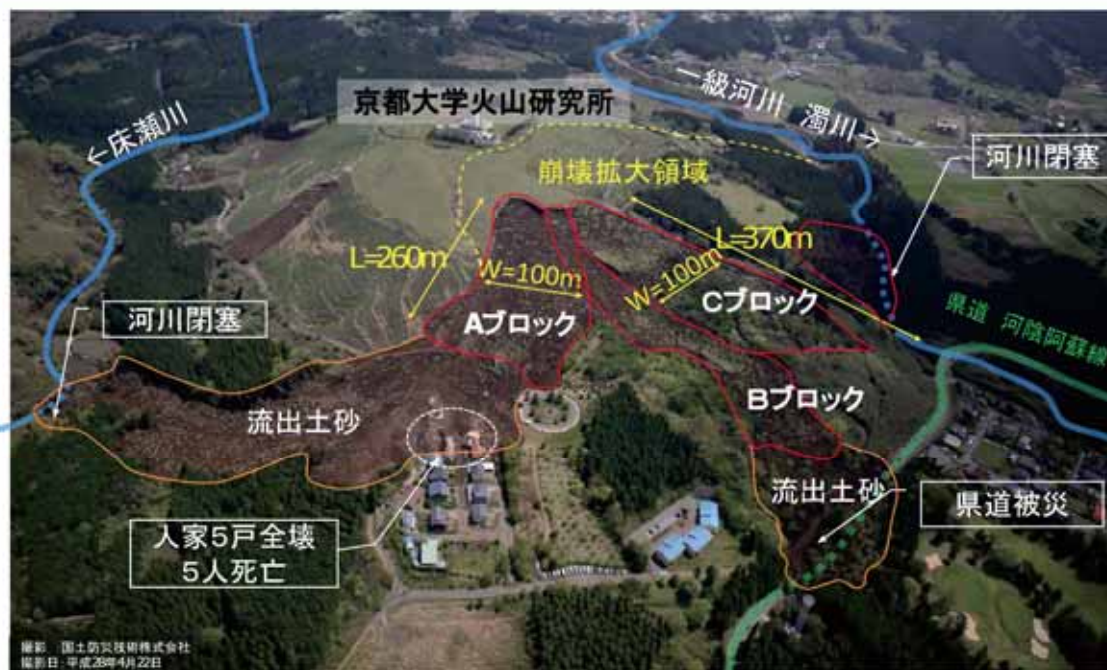 京都大学火山研究所
←床瀬川
一級河川 濁川→
河川閉塞
崩壊拡大領域
L=260m
W=100m
L=370m
W=100m
Aブロック
Cブロック
県道 河陰阿蘇線
河川閉塞
流出土砂
Bブロック
流出土砂
県道被災
人家5戸全壊
5人死亡
撮影 国土防災技術株式会社
撮影日:平成28年4月22日